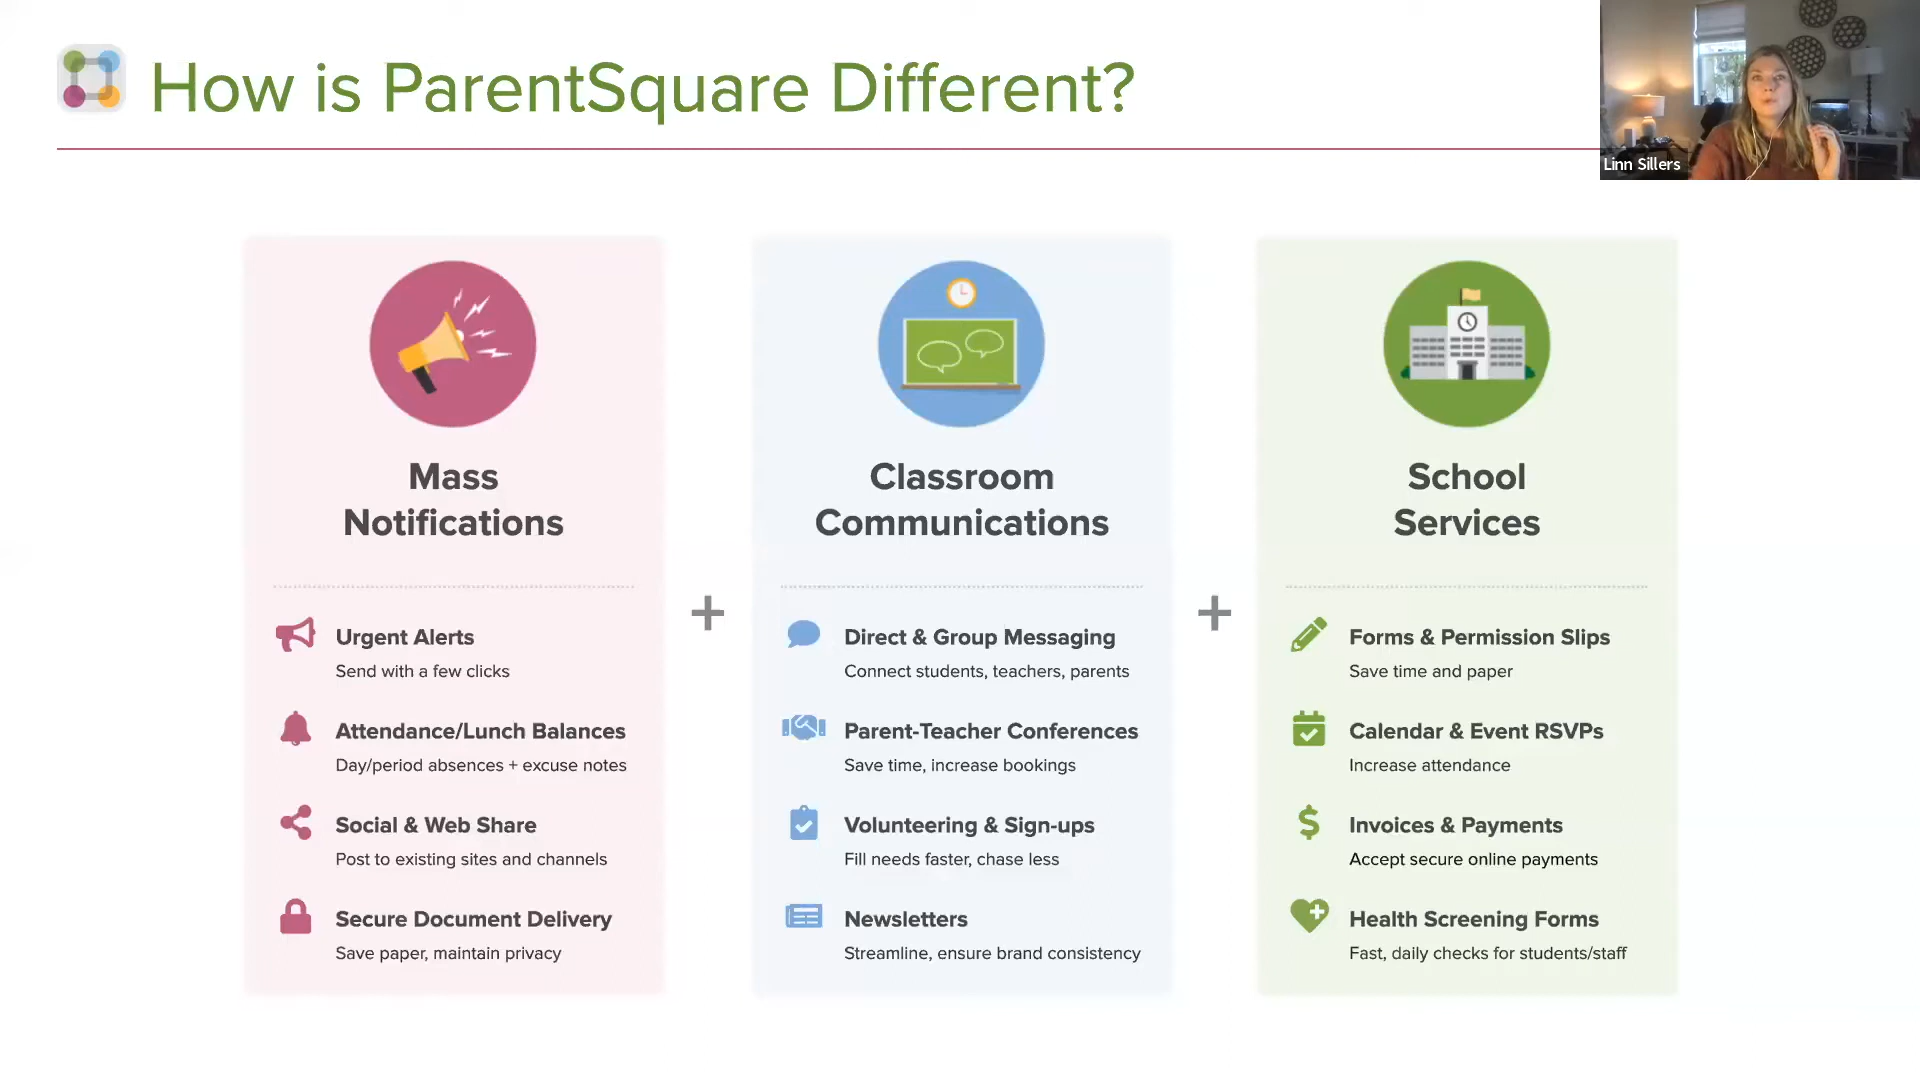 How is ParentSquare Different?
Linn Sillers
Mass
Notifications
Urgent Alerts
Send with a few clicks
Attendance/Lunch Balances
Day/period absences + excuse notes
Social & Web Share
Post to existing sites and channels
Secure Document Delivery
Save paper, maintain privacy
+
Classroom
Communications
Direct & Group Messaging
Connect students, teachers, parents
Parent-Teacher Conferences
Save time, increase bookings
Volunteering & Sign-ups
Fill needs faster, chase less
Newsletters
Streamline, ensure brand consistency
+
School
Services
Forms & Permission Slips
Save time and paper
Calendar & Event RSVPs
Increase attendance
Invoices & Payments
Accept secure online payments
Health Screening Forms
Fast, daily checks for students/staff